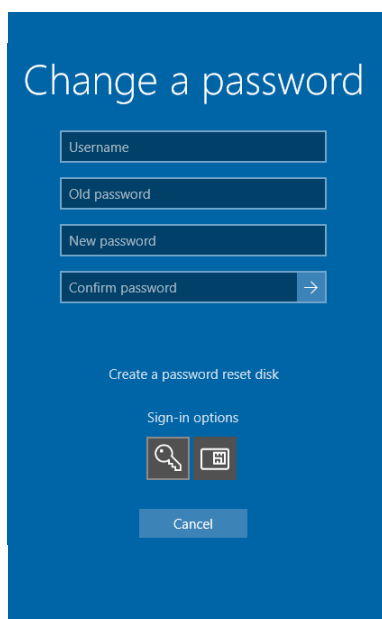 Change a password
Username
Old password
New password
Confirm password
Create a password reset disk
Sign-in options
Cancel